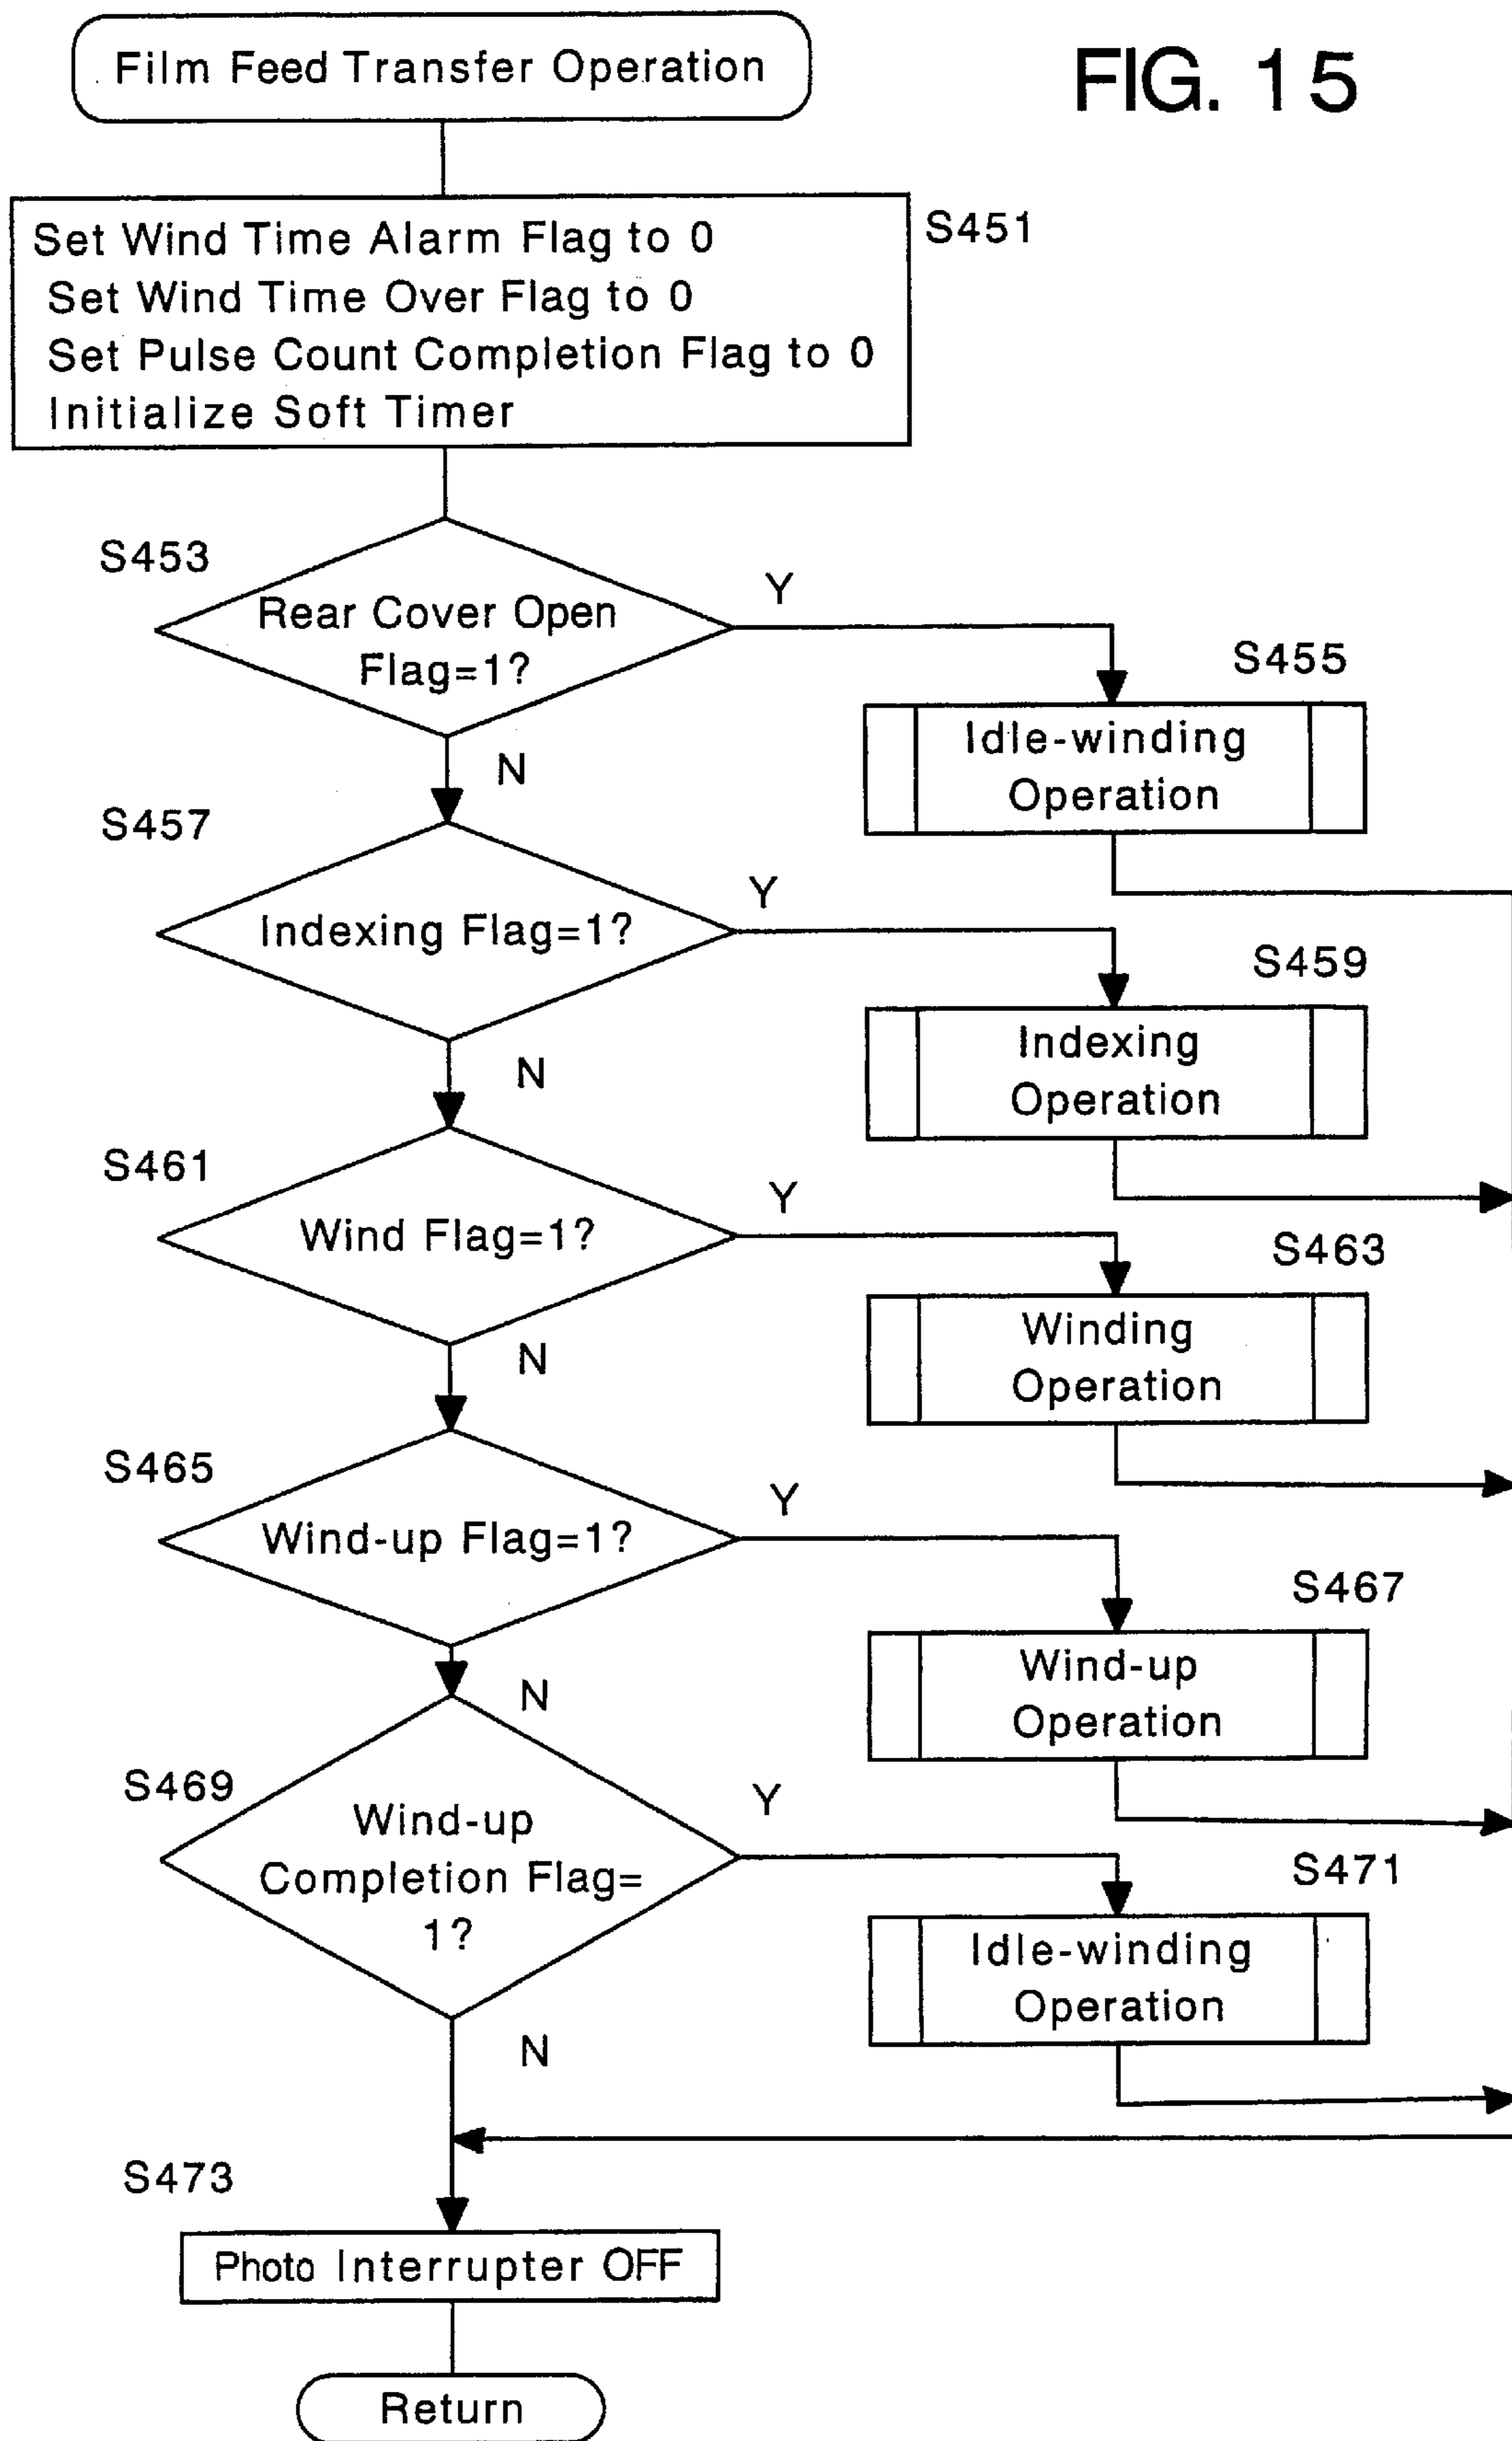 Film Feed Transfer Operation
FIG. 15
Set Wind Time Alarm Flag to 0
Set Wind Time Over Flag to 0
Set Pulse Count Completion Flag to 0
Initialize Soft Timer
S451
S453
Rear Cover Open
Flag=1?
Y
N
S455
Idle-winding
Operation
S457
Indexing Flag=1?
Y
N
S459
Indexing
Operation
S461
Wind Flag=1?
Y
N
S463
Winding
Operation
S465
Wind-up Flag=1?
Y
N
S467
Wind-up
Operation
S469
Wind-up
Completion Flag=
1?
Y
N
S471
Idle-winding
Operation
S473
Photo Interrupter OFF
Return